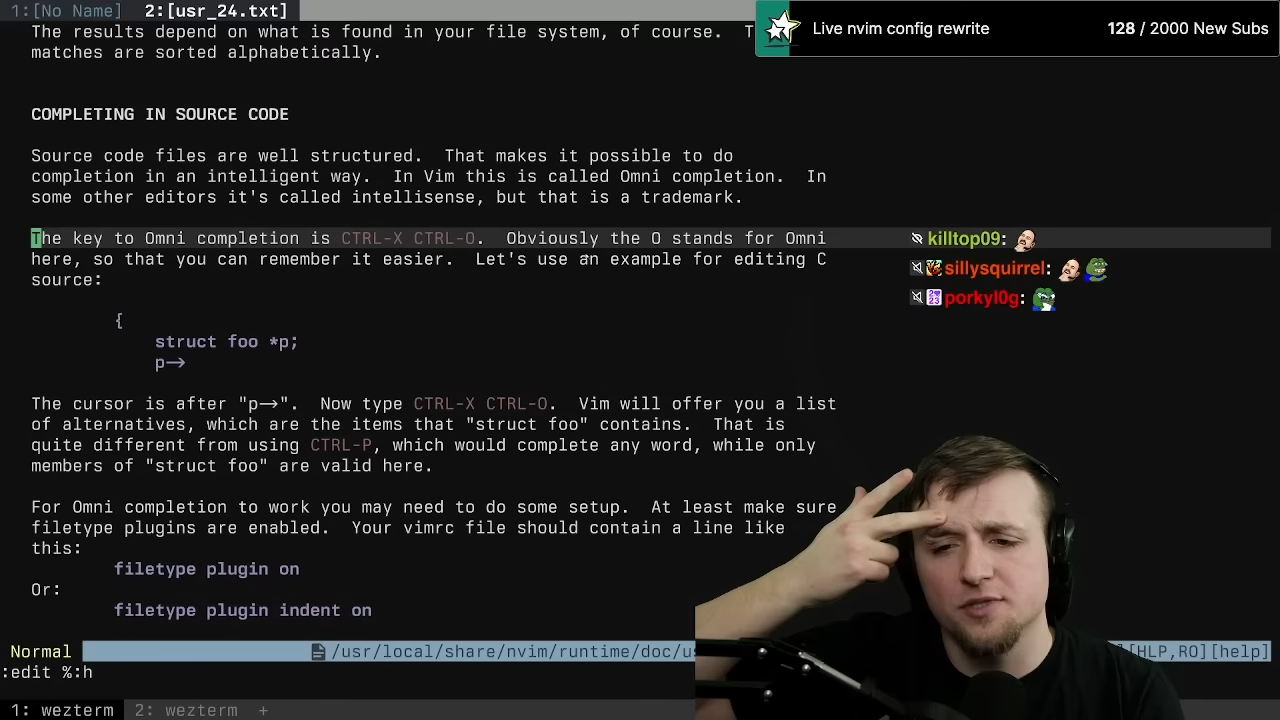 1:[No Name]  2:[usr_24.txt]
Live nvim config rewrite 128 / 2000 New Subs
The results depend on what is found in your file system, of course.
matches are sorted alphabetically.
COMPLETING IN SOURCE CODE
Source code files are well structured.  That makes it possible to do
completion in an intelligent way.  In Vim this is called Omni completion.  In
some other editors it's called intellisense, but that is a trademark.
The key to Omni completion is CTRL-X CTRL-O.  Obviously the O stands for Omni
here, so that you can remember it easier.  Let's use an example for editing C
source:
killtop09:
sillysquirrel:
porkyl0g:
{
struct foo *p;
p->
The cursor is after "p->".  Now type CTRL-X CTRL-O.  Vim will offer you a list
of alternatives, which are the items that "struct foo" contains.  That is
quite different from using CTRL-P, which would complete any word, while only
members of "struct foo" are valid here.
For Omni completion to work you may need to do some setup.  At least make sure
filetype plugins are enabled.  Your vimrc file should contain a line like
this:
filetype plugin on
Or:
filetype plugin indent on
Normal /usr/local/share/nvim/runtime/doc/us [HLP,RO][help]
:edit %:h
1: wezterm  2: wezterm  +